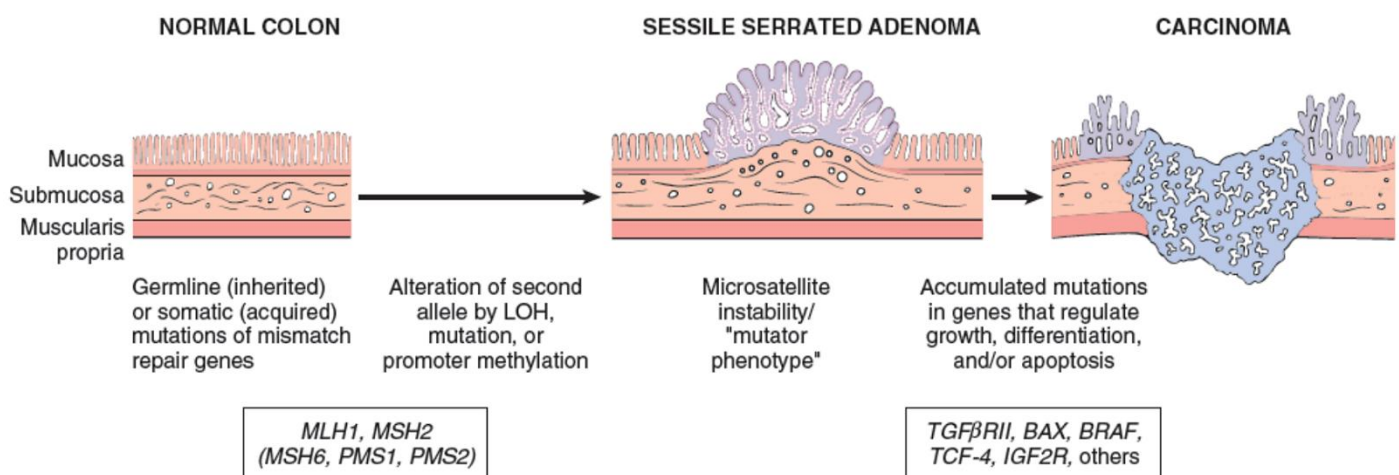 NORMAL COLON
SESSILE SERRATED ADENOMA
CARCINOMA
Mucosa
Submucosa
Muscularis
propria
Germline (inherited)
or somatic (acquired)
mutations of mismatch
repair genes
Alteration of second
allele by LOH,
mutation, or
promoter methylation
Microsatellite
instability/
"mutator
phenotype"
Accumulated mutations
in genes that regulate
growth, differentiation,
and/or apoptosis
MLH1, MSH2
(MSH6, PMS1, PMS2)
TGFβRII, BAX, BRAF,
TCF-4, IGF2R, others